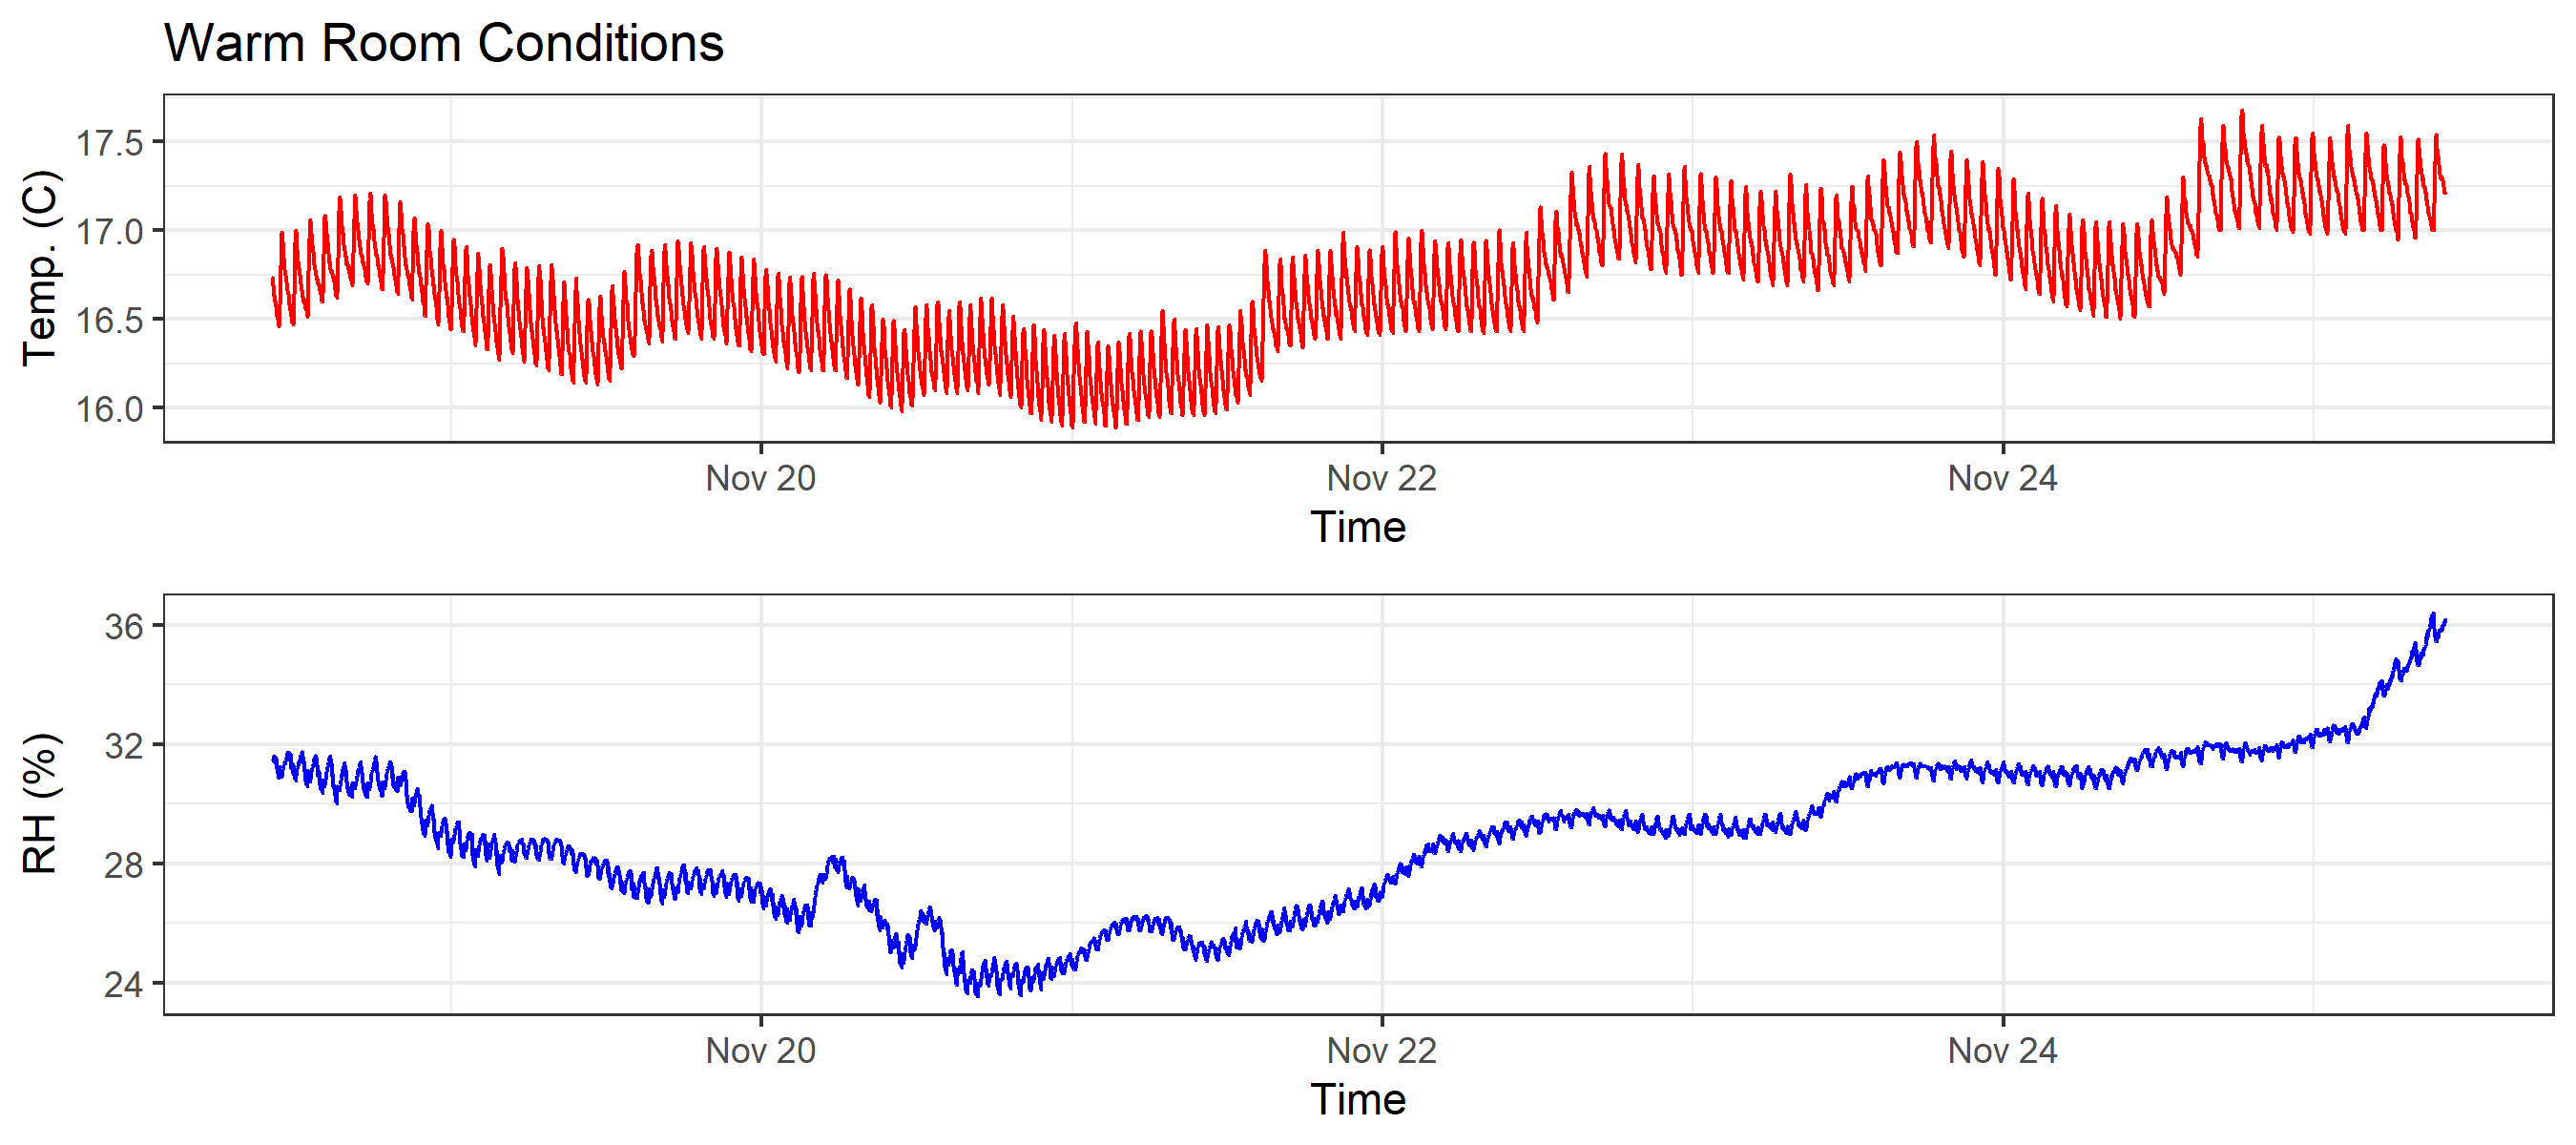 Warm Room Conditions
Temp. (C)
17.5
17.0
16.5
16.0
Nov 20 Nov 22 Nov 24
Time
RH (%)
36
32
28
24
Nov 20 Nov 22 Nov 24
Time